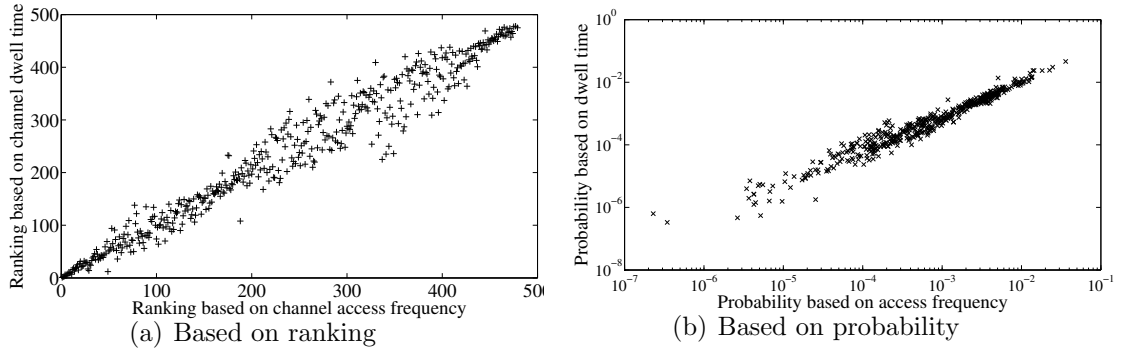 Ranking based on channel dwell time
500
400
300
200
100
0
0 100 200 300 400 500
Ranking based on channel access frequency
(a) Based on ranking
Probability based on dwell time
10^0
10^−2
10^−4
10^−6
10^−8
10^−7 10^−6 10^−5 10^−4 10^−3 10^−2 10^−1
Probability based on access frequency
(b) Based on probability